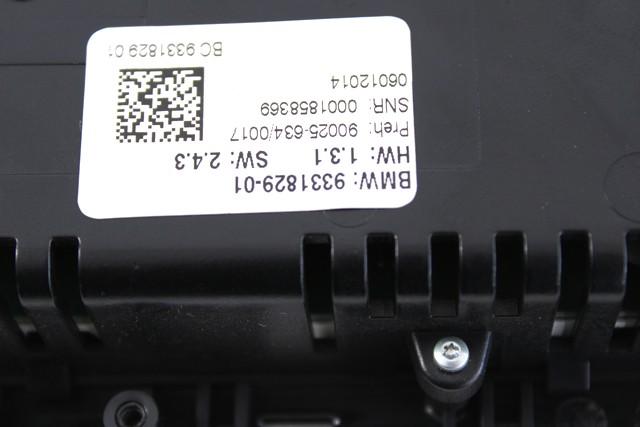 BMW: 9331829-01
HW: 1.3.1 SW: 2.4.3
Preh: 90025-634/0017
SNR: 0001858369
06012014
BC 9331829 01